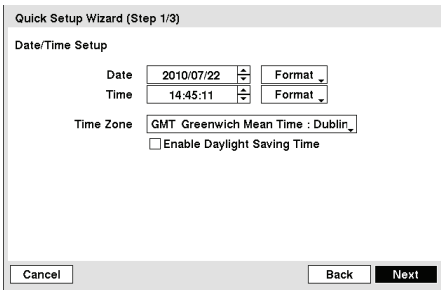 Quick Setup Wizard (Step 1/3)
Date/Time Setup
Date 2010/07/22 Format
Time 14:45:11 Format
Time Zone GMT Greenwich Mean Time : Dublin
Enable Daylight Saving Time
Cancel Back Next